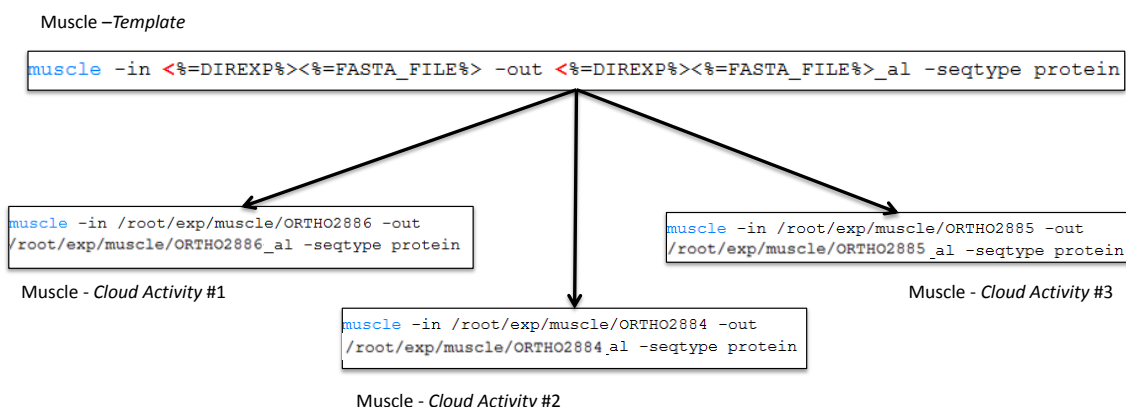 Muscle –Template
muscle -in <%=DIREXP%><%=FASTA_FILE%> -out <%=DIREXP%><%=FASTA_FILE%>_al -seqtype protein
muscle -in /root/exp/muscle/ORTHO2886 -out
/root/exp/muscle/ORTHO2886_al -seqtype protein
Muscle - Cloud Activity #1
muscle -in /root/exp/muscle/ORTHO2885 -out
/root/exp/muscle/ORTHO2885_al -seqtype protein
Muscle - Cloud Activity #3
muscle -in /root/exp/muscle/ORTHO2884 -out
/root/exp/muscle/ORTHO2884_al -seqtype protein
Muscle - Cloud Activity #2